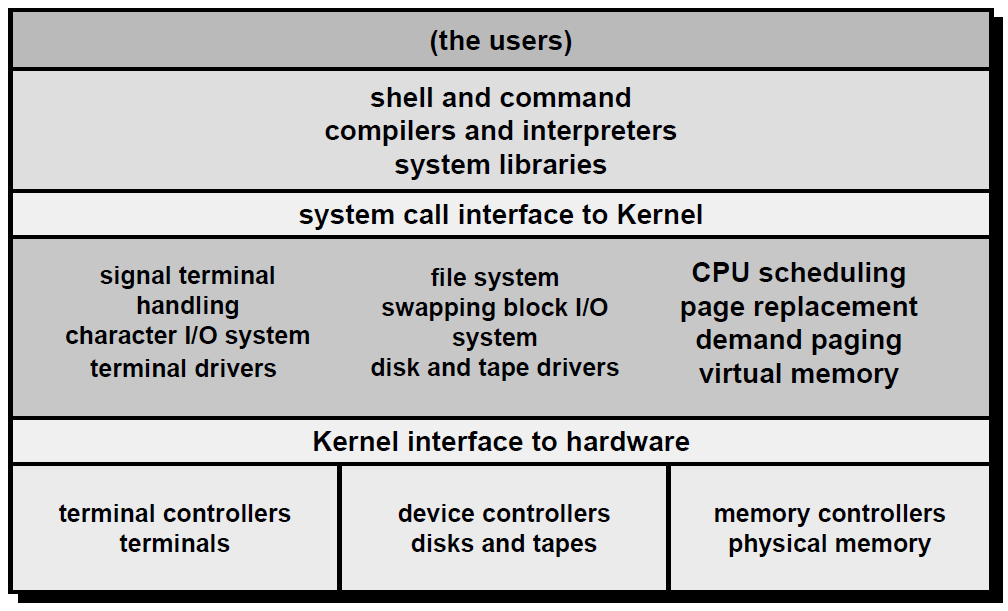 (the users)
shell and command
compilers and interpreters
system libraries
system call interface to Kernel
signal terminal
handling
character I/O system
terminal drivers
file system
swapping block I/O
system
disk and tape drivers
CPU scheduling
page replacement
demand paging
virtual memory
Kernel interface to hardware
terminal controllers
terminals
device controllers
disks and tapes
memory controllers
physical memory